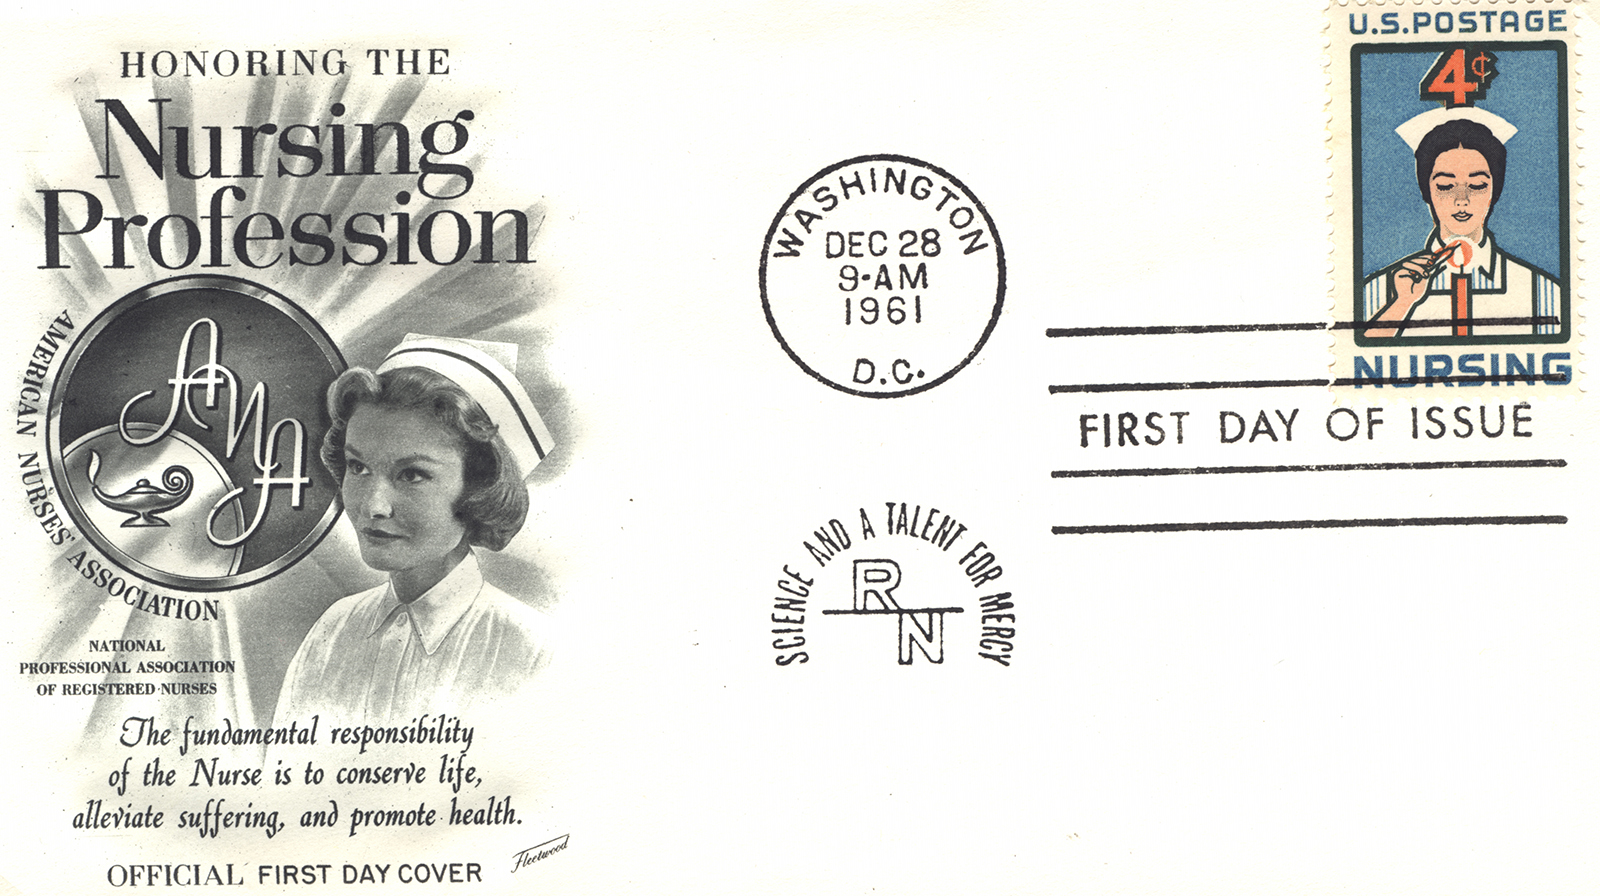 HONORING THE
Nursing
Profession
ANA
AMERICAN NURSES' ASSOCIATION
NATIONAL
PROFESSIONAL ASSOCIATION
OF REGISTERED NURSES
The fundamental responsibility
of the Nurse is to conserve life,
alleviate suffering, and promote health.
Fleetwood
OFFICIAL FIRST DAY COVER
WASHINGTON
DEC 28
9-AM
1961
D.C.
SCIENCE AND A TALENT FOR MERCY
R
N
U.S. POSTAGE
4¢
NURSING
FIRST DAY OF ISSUE